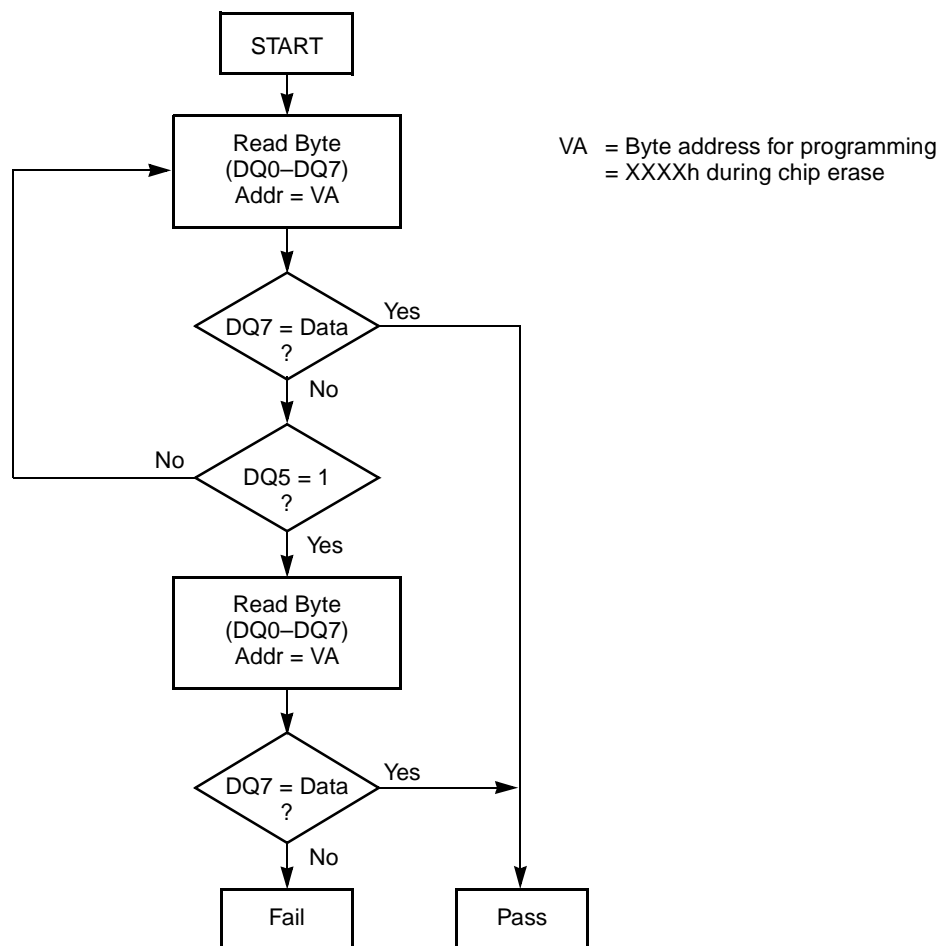 START
Read Byte
(DQ0–DQ7)
Addr = VA
VA = Byte address for programming
= XXXXh during chip erase
DQ7 = Data
?
Yes
No
DQ5 = 1
?
No
Yes
Read Byte
(DQ0–DQ7)
Addr = VA
DQ7 = Data
?
Yes
No
Fail
Pass